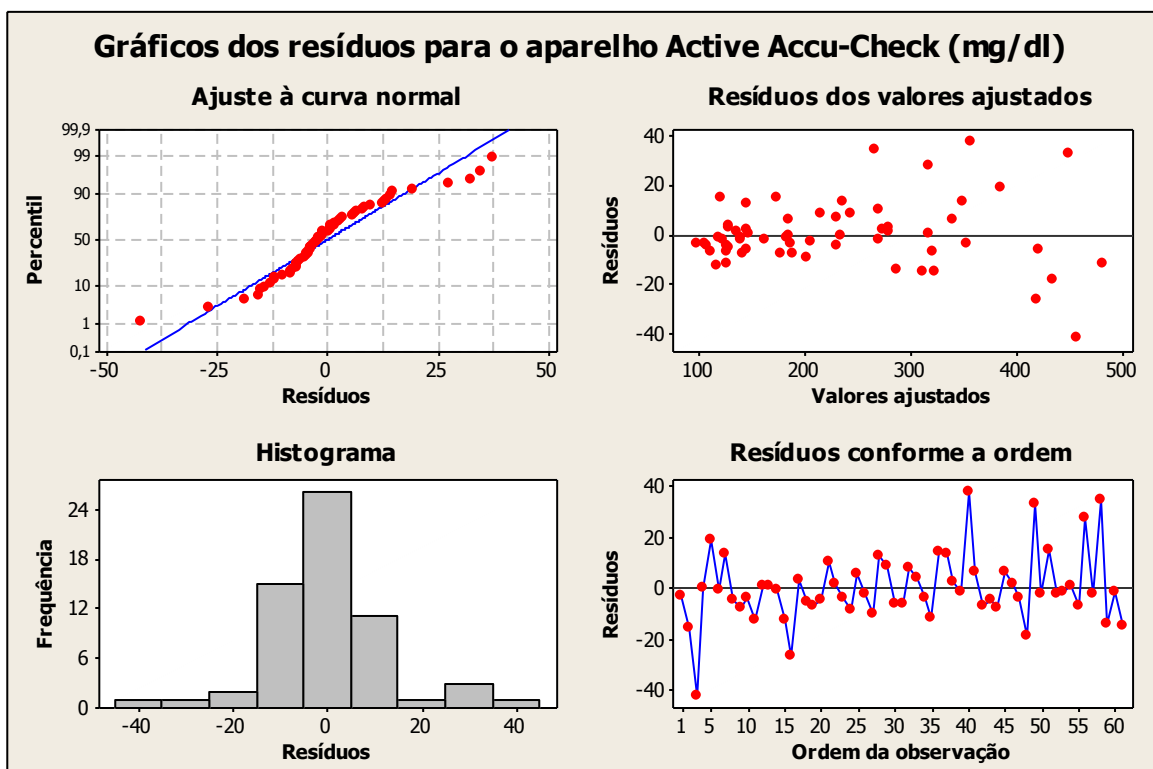 Gráficos dos resíduos para o aparelho Active Accu-Check (mg/dl)
Ajuste à curva normal
Percentil
99,9
99
90
50
10
1
0,1
-50 -25 0 25 50
Resíduos
Resíduos dos valores ajustados
Resíduos
40
20
0
-20
-40
100 200 300 400 500
Valores ajustados
Histograma
Frequência
24
18
12
6
0
-40 -20 0 20 40
Resíduos
Resíduos conforme a ordem
Resíduos
40
20
0
-20
-40
1 5 10 15 20 25 30 35 40 45 50 55 60
Ordem da observação